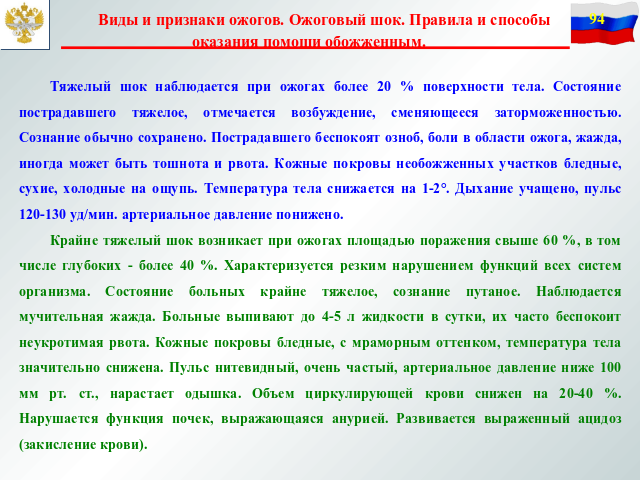 Виды и признаки ожогов. Ожоговый шок. Правила и способы
оказания помощи обожженным.
94
Тяжелый шок наблюдается при ожогах более 20 % поверхности тела. Состояние
пострадавшего тяжелое, отмечается возбуждение, сменяющееся заторможенностью.
Сознание обычно сохранено. Пострадавшего беспокоят озноб, боли в области ожога, жажда,
иногда может быть тошнота и рвота. Кожные покровы необожженных участков бледные,
сухие, холодные на ощупь. Температура тела снижается на 1-2°. Дыхание учащено, пульс
120-130 уд/мин. артериальное давление понижено.
Крайне тяжелый шок возникает при ожогах площадью поражения свыше 60 %, в том
числе глубоких - более 40 %. Характеризуется резким нарушением функций всех систем
организма. Состояние больных крайне тяжелое, сознание путаное. Наблюдается
мучительная жажда. Больные выпивают до 4-5 л жидкости в сутки, их часто беспокоит
неукротимая рвота. Кожные покровы бледные, с мраморным оттенком, температура тела
значительно снижена. Пульс нитевидный, очень частый, артериальное давление ниже 100
мм рт. ст., нарастает одышка. Объем циркулирующей крови снижен на 20-40 %.
Нарушается функция почек, выражающаяся анурией. Развивается выраженный ацидоз
(закисление крови).